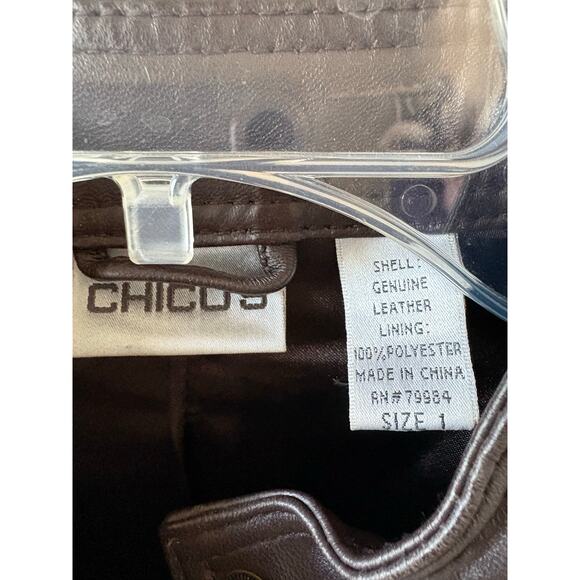 CHICO'S
SHELL:
GENUINE
LEATHER
LINING:
100%POLYESTER
MADE IN CHINA
RN#79984
SIZE 1